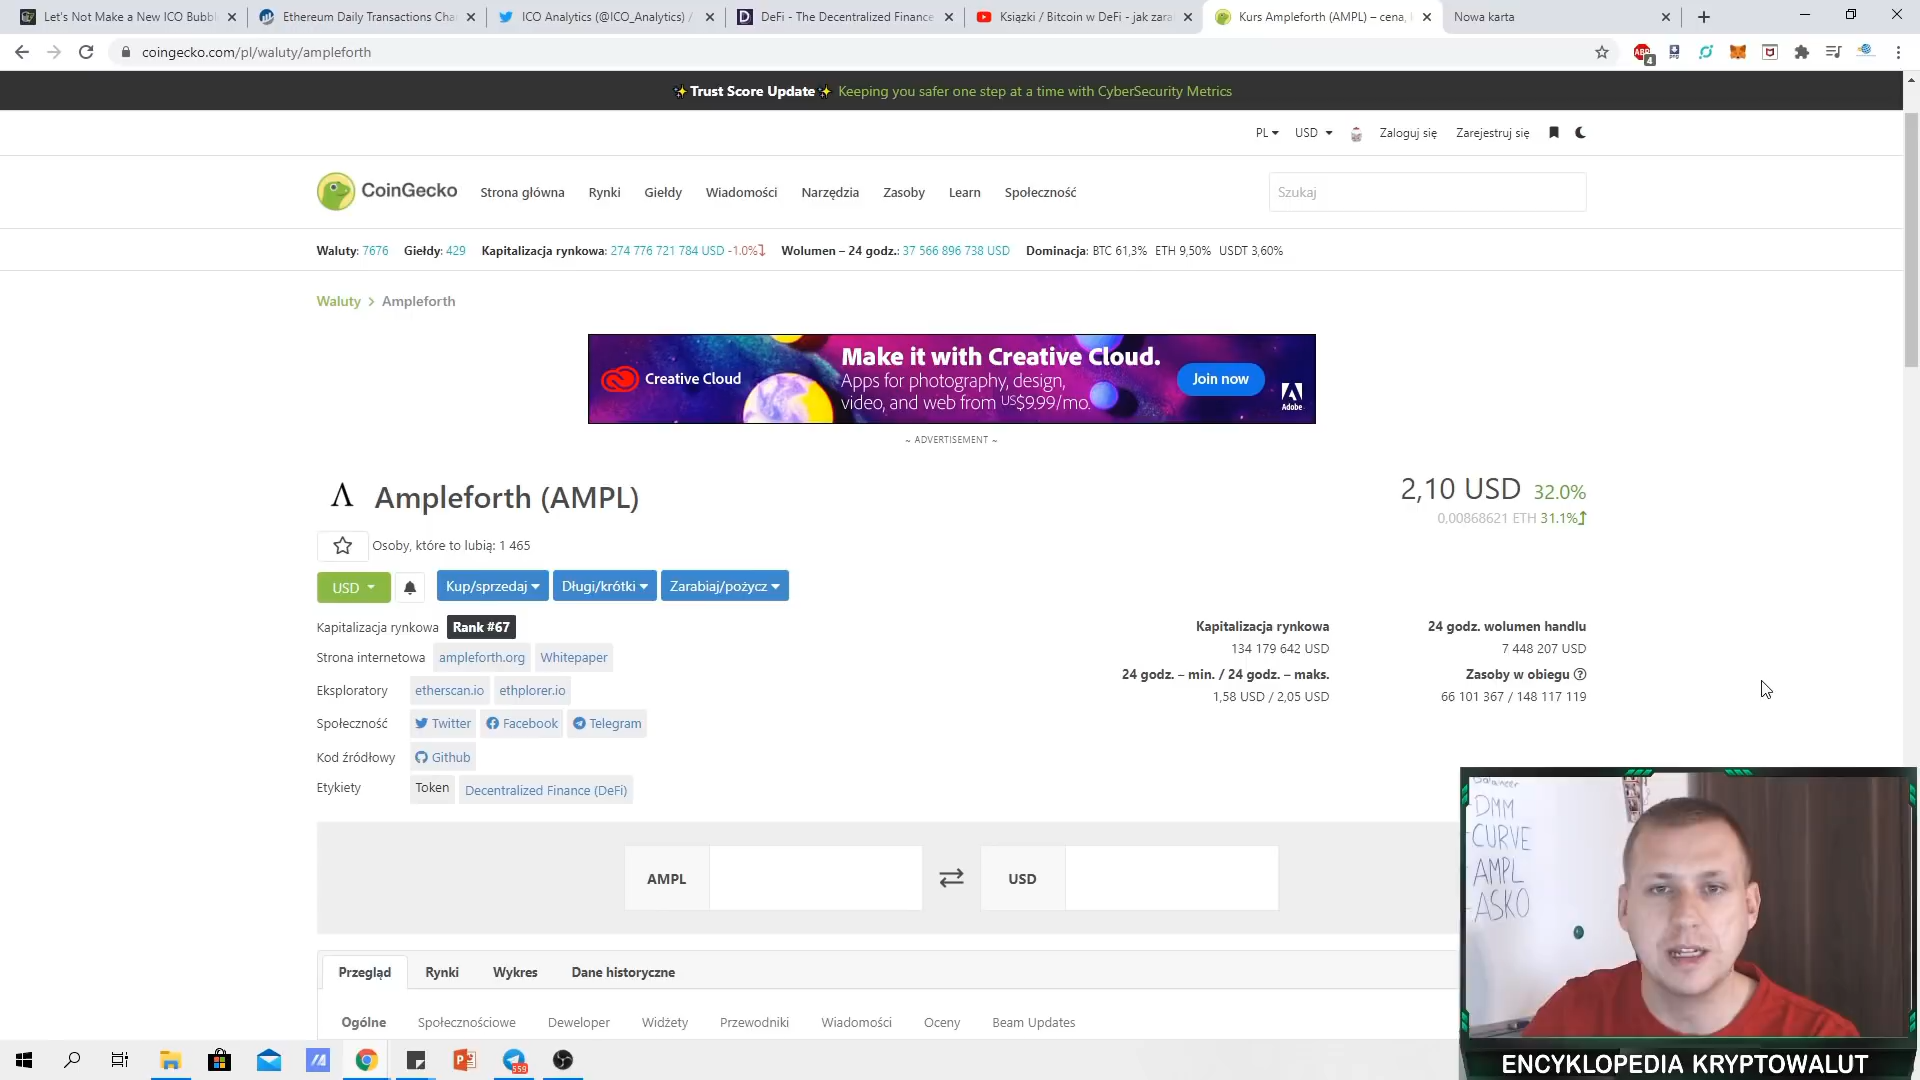 Let's Not Make a New ICO Bubbl
Ethereum Daily Transactions Cha
ICO Analytics (@ICO_Analytics) /
DeFi - The Decentralized Finance
Książki / Bitcoin w DeFi - jak zara
Kurs Ampleforth (AMPL) – cena,
Nowa karta
coingecko.com/pl/waluty/ampleforth
4
Trust Score Update Keeping you safer one step at a time with CyberSecurity Metrics
PL USD Zaloguj się Zarejestruj się
CoinGecko Strona główna Rynki Giełdy Wiadomości Narzędzia Zasoby Learn Społeczność Szukaj
Waluty: 7676 Giełdy: 429 Kapitalizacja rynkowa: 274 776 721 784 USD -1.0% Wolumen – 24 godz.: 37 566 896 738 USD Dominacja: BTC 61,3% ETH 9,50% USDT 3,60%
Waluty > Ampleforth
Creative Cloud
Make it with Creative Cloud.
Apps for photography, design,
video, and web from US$9.99/mo.
Join now
Adobe
~ ADVERTISEMENT ~
Ampleforth (AMPL)
2,10 USD 32.0%
0,00868621 ETH 31.1%
Osoby, które to lubią: 1 465
USD Kup/sprzedaj Długi/krótki Zarabiaj/pożycz
Kapitalizacja rynkowa Rank #67
Strona internetowa ampleforth.org Whitepaper
Eksploratory etherscan.io ethplorer.io
Społeczność Twitter Facebook Telegram
Kod źródłowy Github
Etykiety Token Decentralized Finance (DeFi)
Kapitalizacja rynkowa
134 179 642 USD
24 godz. – min. / 24 godz. – maks.
1,58 USD / 2,05 USD
24 godz. wolumen handlu
7 448 207 USD
Zasoby w obiegu
66 101 367 / 148 117 119
AMPL USD
Przegląd Rynki Wykres Dane historyczne
Ogólne Społecznościowe Deweloper Widżety Przewodniki Wiadomości Oceny Beam Updates
DMM
CURVE
AMPL
ASKO
559
ENCYKLOPEDIA KRYPTOWALUT